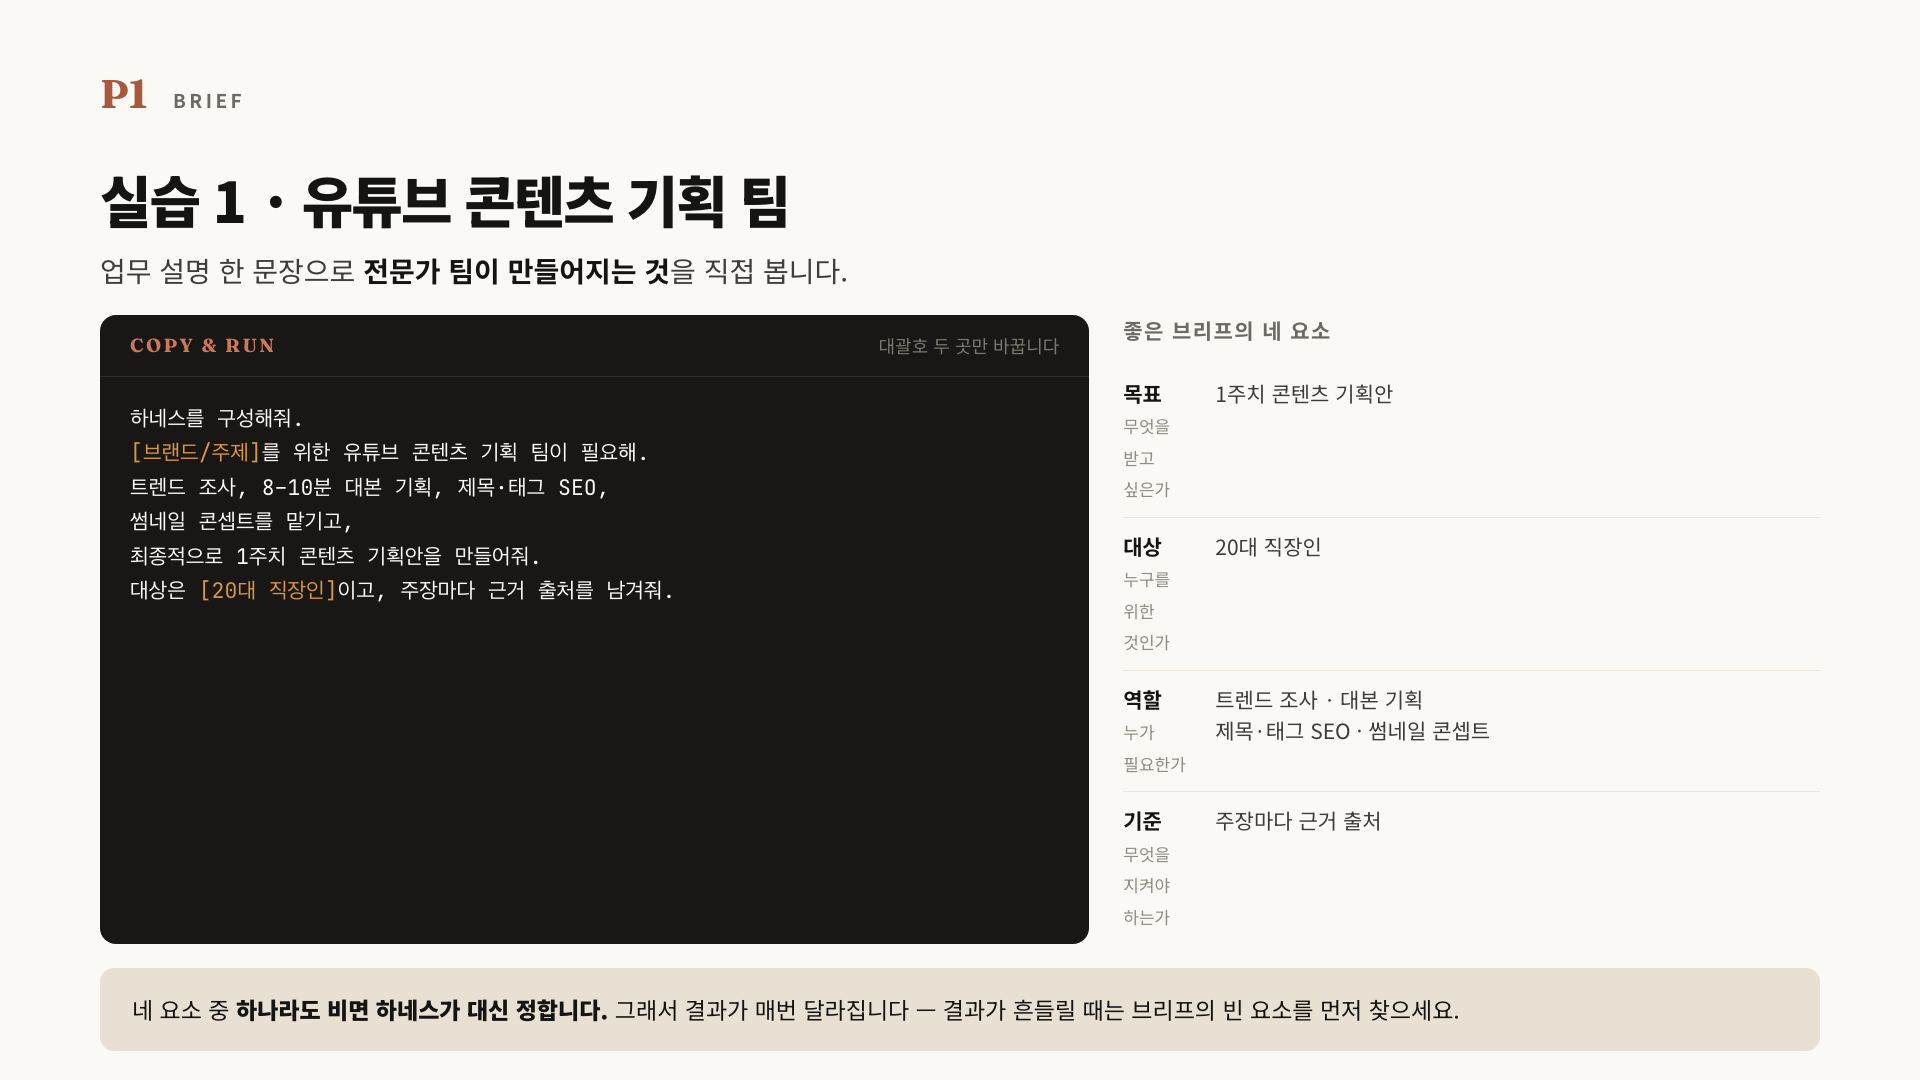 P1 BRIEF
실습 1 · 유튜브 콘텐츠 기획 팀
업무 설명 한 문장으로 전문가 팀이 만들어지는 것을 직접 봅니다.
COPY & RUN
대괄호 두 곳만 바꿉니다
하네스를 구성해줘.
[브랜드/주제]를 위한 유튜브 콘텐츠 기획 팀이 필요해.
트렌드 조사, 8–10분 대본 기획, 제목·태그 SEO,
썸네일 콘셉트를 맡기고,
최종적으로 1주치 콘텐츠 기획안을 만들어줘.
대상은 [20대 직장인]이고, 주장마다 근거 출처를 남겨줘.
좋은 브리프의 네 요소
목표
무엇을
받고
싶은가
1주치 콘텐츠 기획안
대상
누구를
위한
것인가
20대 직장인
역할
누가
필요한가
트렌드 조사 · 대본 기획
제목·태그 SEO · 썸네일 콘셉트
기준
무엇을
지켜야
하는가
주장마다 근거 출처
네 요소 중 하나라도 비면 하네스가 대신 정합니다. 그래서 결과가 매번 달라집니다 — 결과가 흔들릴 때는 브리프의 빈 요소를 먼저 찾으세요.